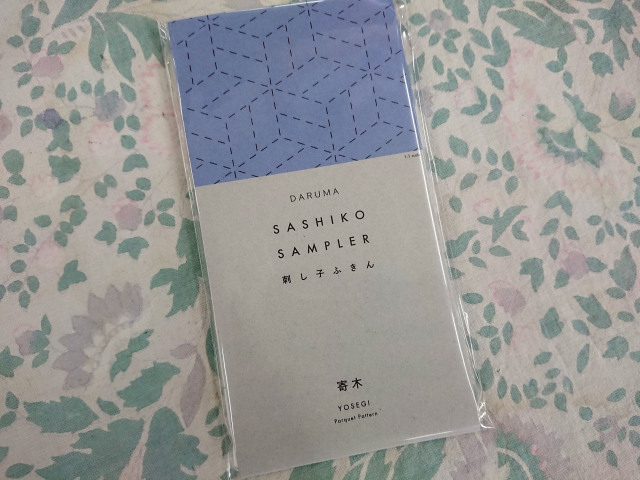 DARUMA
SASHIKO
SAMPLER
刺し子ふきん
寄木
YOSEGI
Parquet Pattern